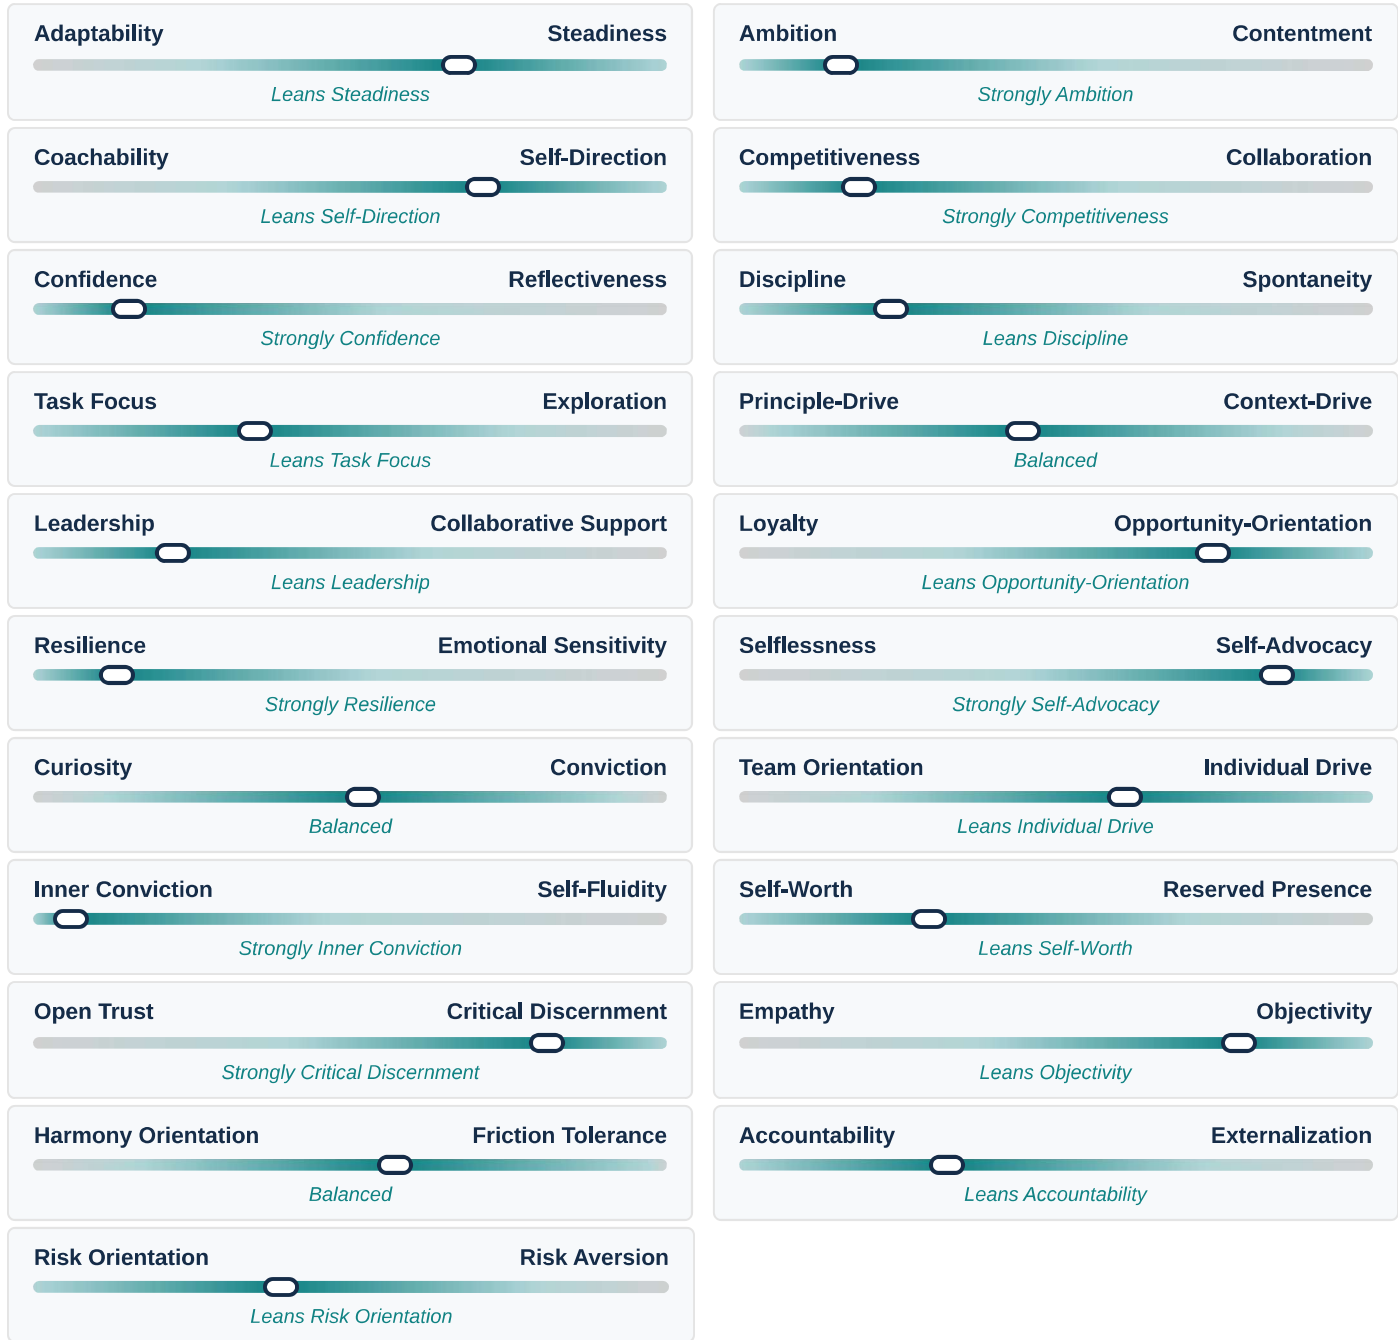 Adaptability Steadiness
Leans Steadiness
Ambition Contentment
Strongly Ambition
Coachability Self-Direction
Leans Self-Direction
Competitiveness Collaboration
Strongly Competitiveness
Confidence Reflectiveness
Strongly Confidence
Discipline Spontaneity
Leans Discipline
Task Focus Exploration
Leans Task Focus
Principle-Drive Context-Drive
Balanced
Leadership Collaborative Support
Leans Leadership
Loyalty Opportunity-Orientation
Leans Opportunity-Orientation
Resilience Emotional Sensitivity
Strongly Resilience
Selflessness Self-Advocacy
Strongly Self-Advocacy
Curiosity Conviction
Balanced
Team Orientation Individual Drive
Leans Individual Drive
Inner Conviction Self-Fluidity
Strongly Inner Conviction
Self-Worth Reserved Presence
Leans Self-Worth
Open Trust Critical Discernment
Strongly Critical Discernment
Empathy Objectivity
Leans Objectivity
Harmony Orientation Friction Tolerance
Balanced
Accountability Externalization
Leans Accountability
Risk Orientation Risk Aversion
Leans Risk Orientation